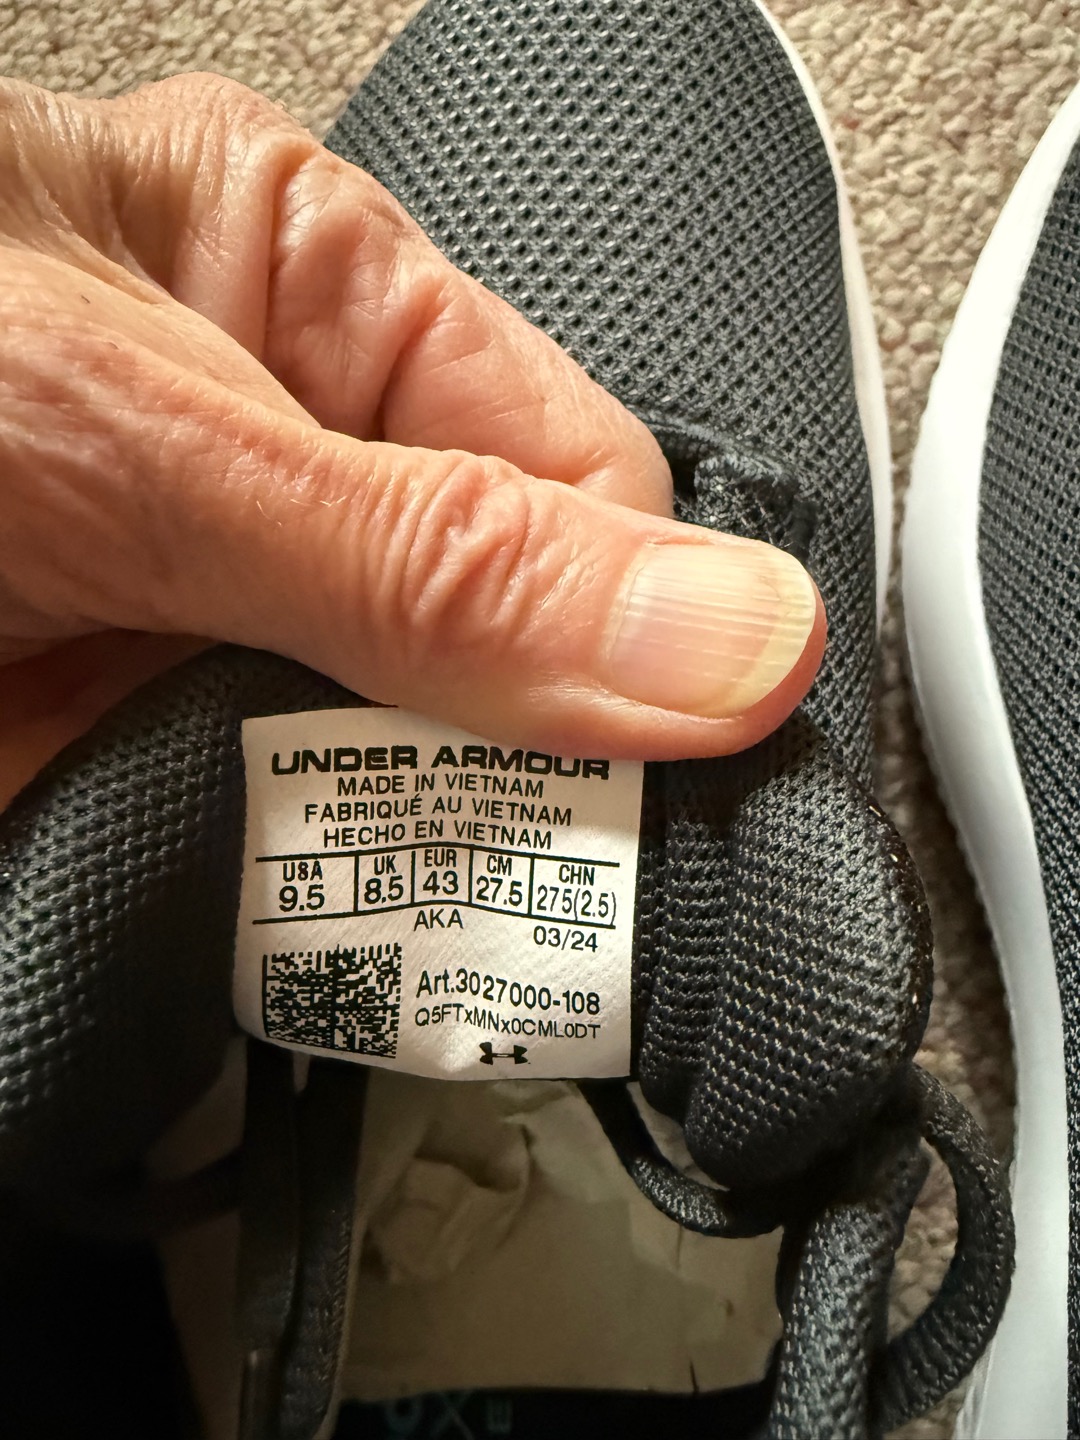 UNDER ARMOUR
MADE IN VIETNAM
FABRIQUÉ AU VIETNAM
HECHO EN VIETNAM
USA UK EUR CM CHN
9.5 8.5 43 27.5 275(2.5)
AKA
03/24
Art.3027000-108
Q5FTxMNx0CML0DT